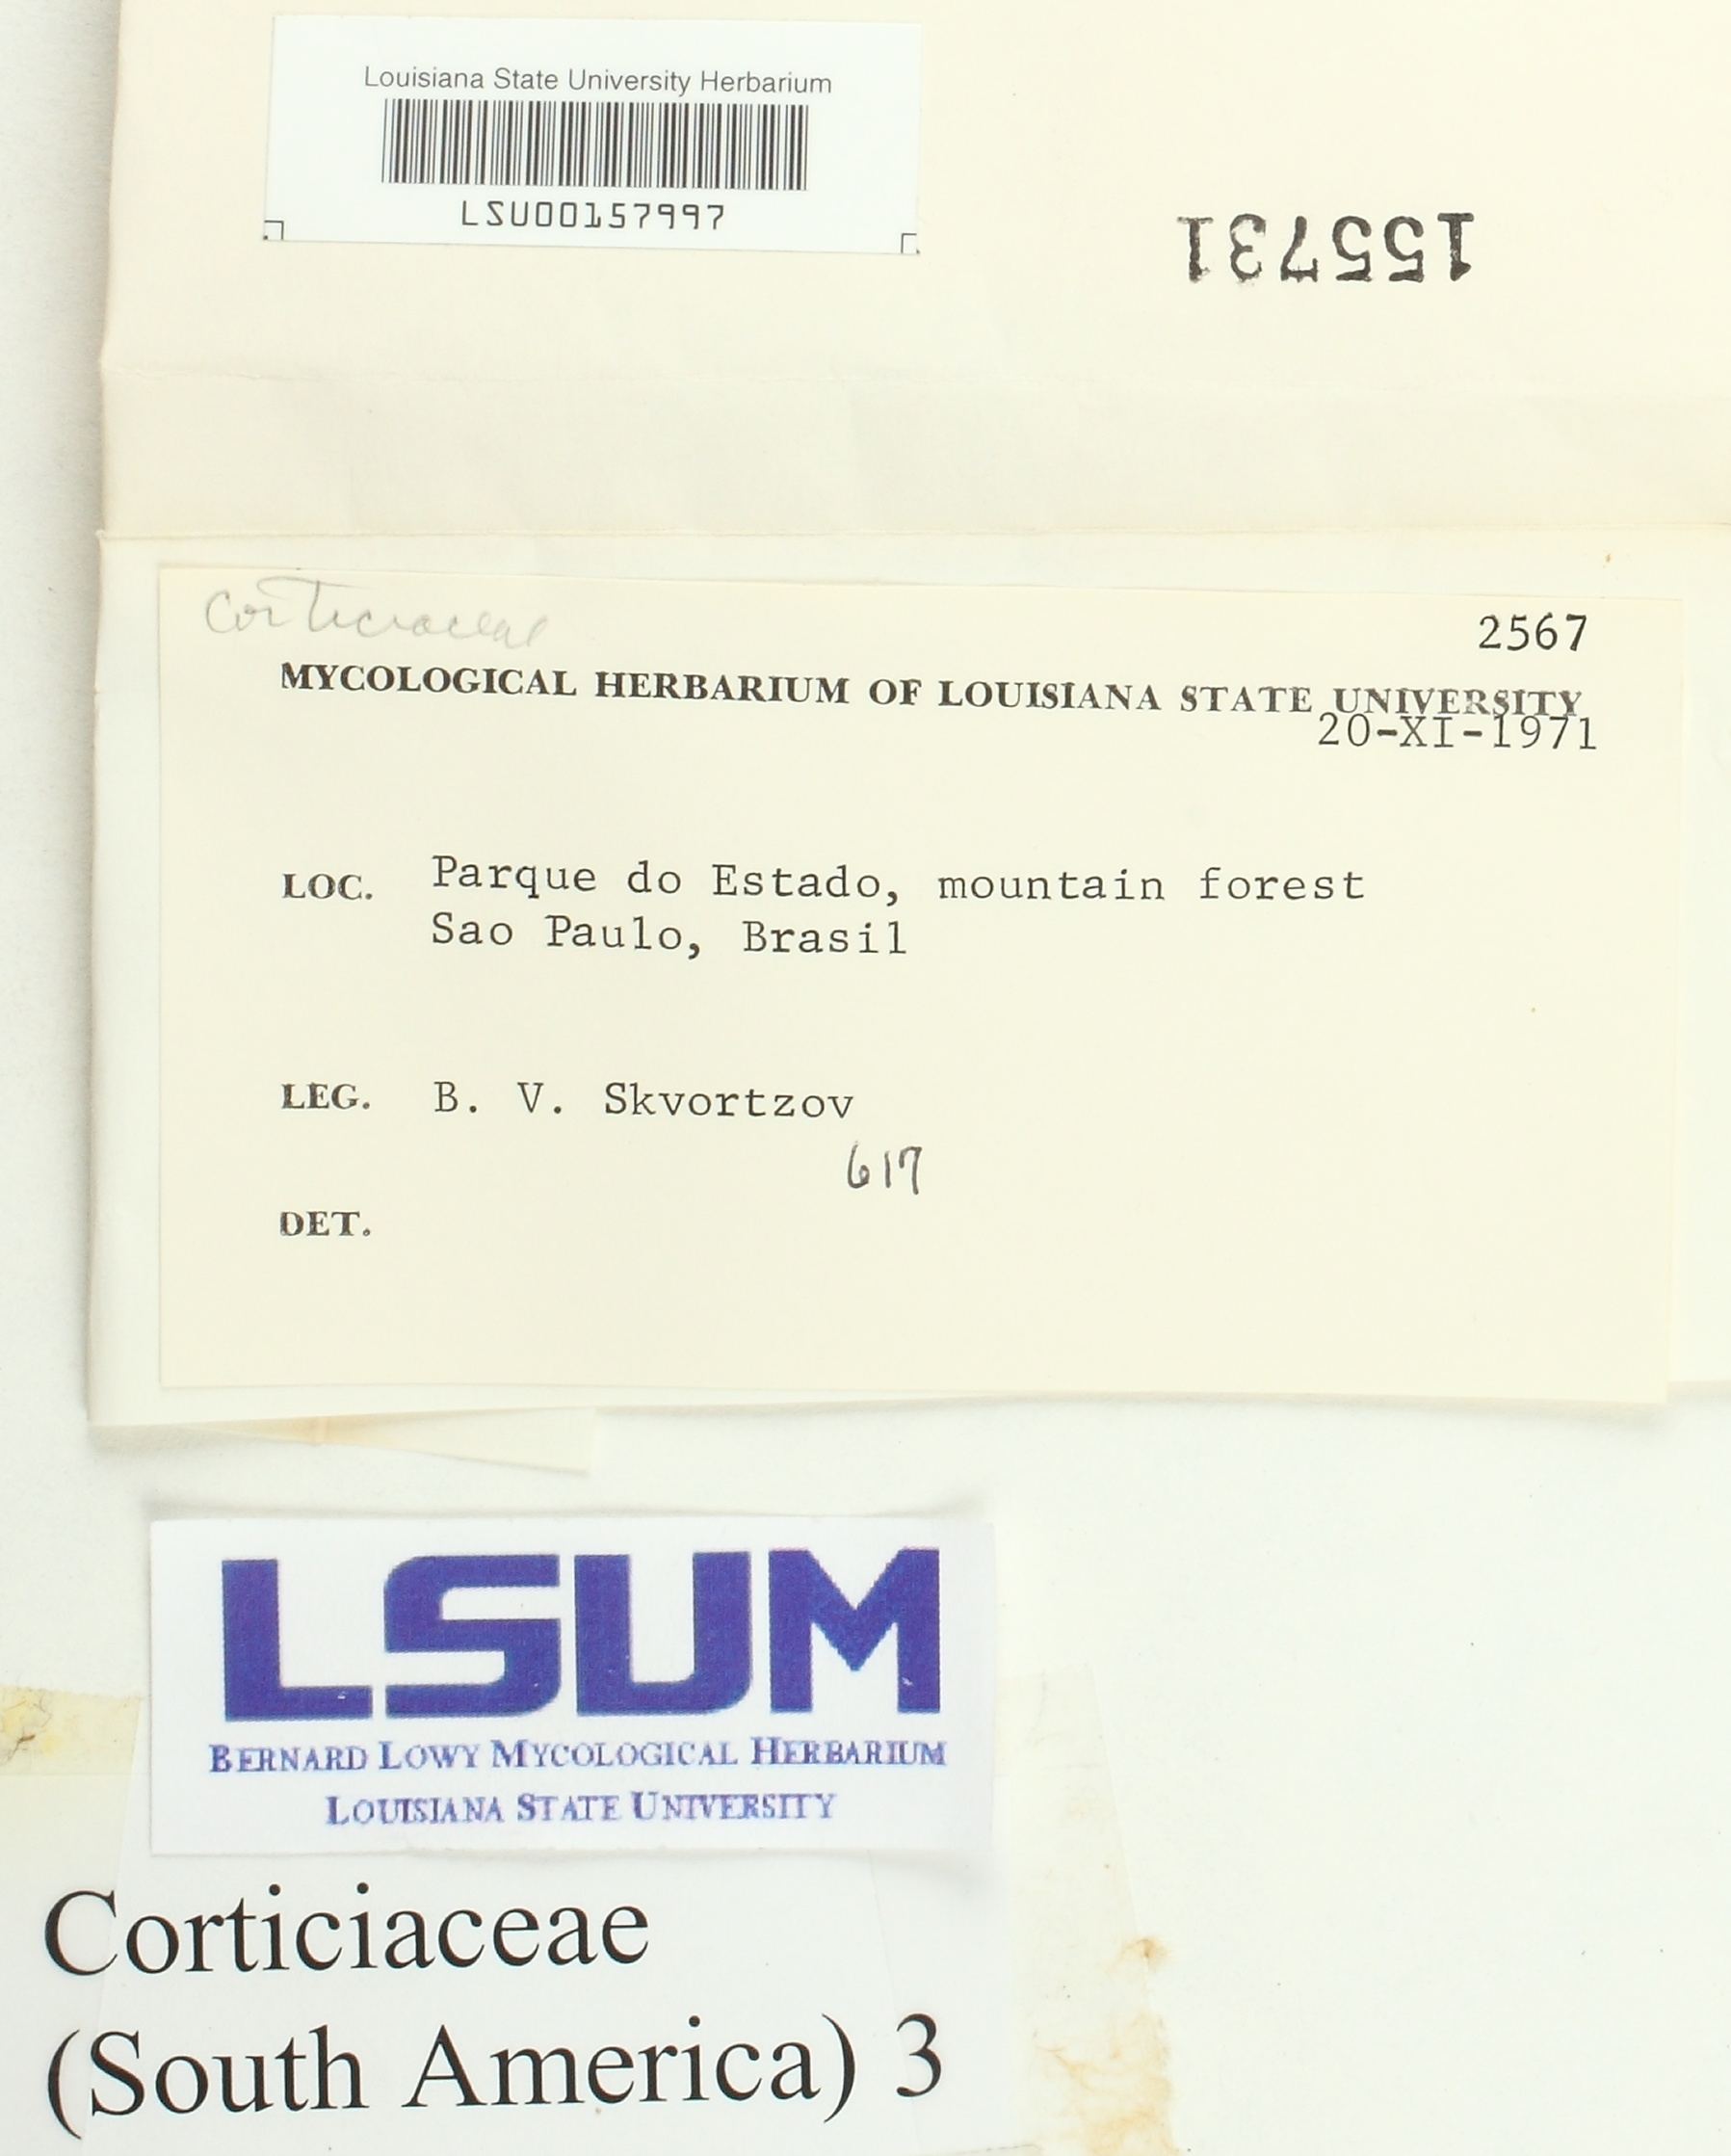 Louisiana State University Herbarium
LSU00157997
155731
Corticiaceae
2567
MYCOLOGICAL HERBARIUM OF LOUISIANA STATE UNIVERSITY
20-XI-1971
LOC. Parque do Estado, mountain forest
Sao Paulo, Brasil
LEG. B. V. Skvortzov
617
DET.
LSUM
BERNARD LOWY MYCOLOGICAL HERBARIUM
LOUISIANA STATE UNIVERSITY
Corticiaceae
(South America) 3